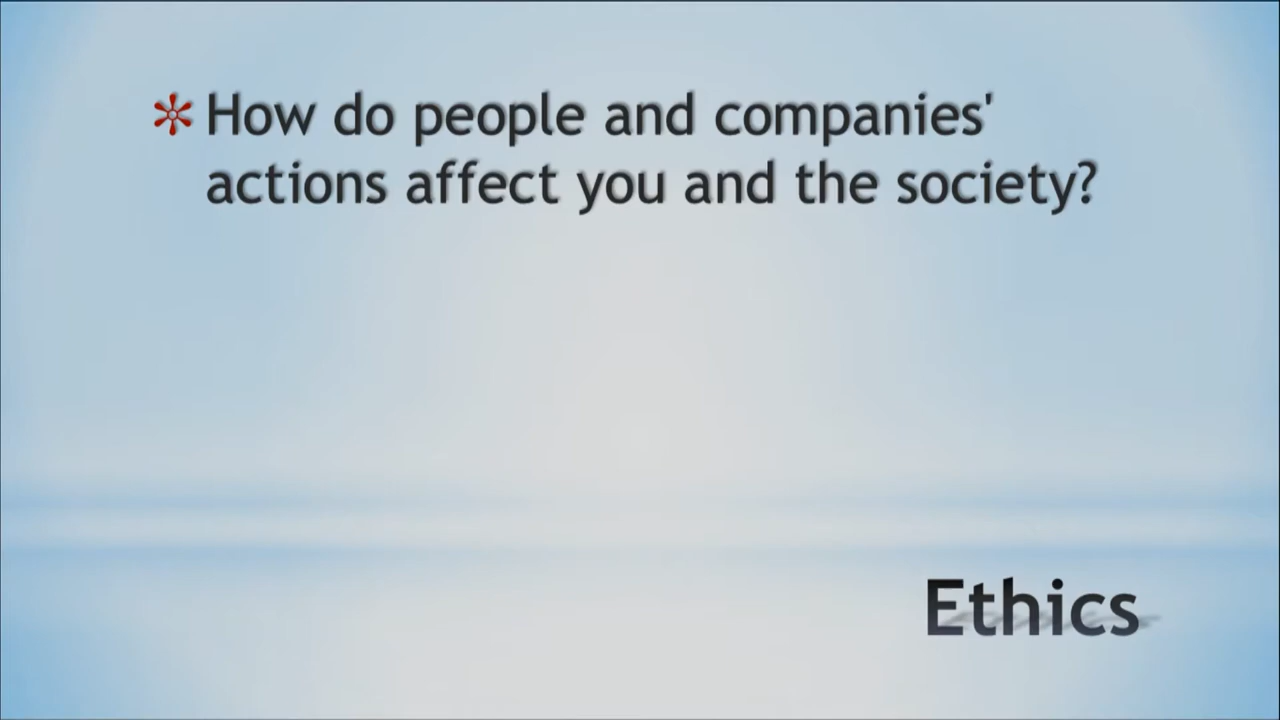 * How do people and companies'
actions affect you and the society?
Ethics